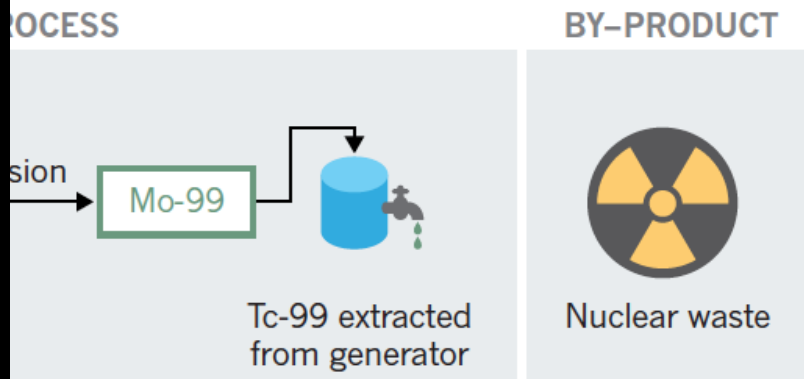 ROCESS
BY–PRODUCT
sion
Mo-99
Tc-99 extracted
from generator
Nuclear waste